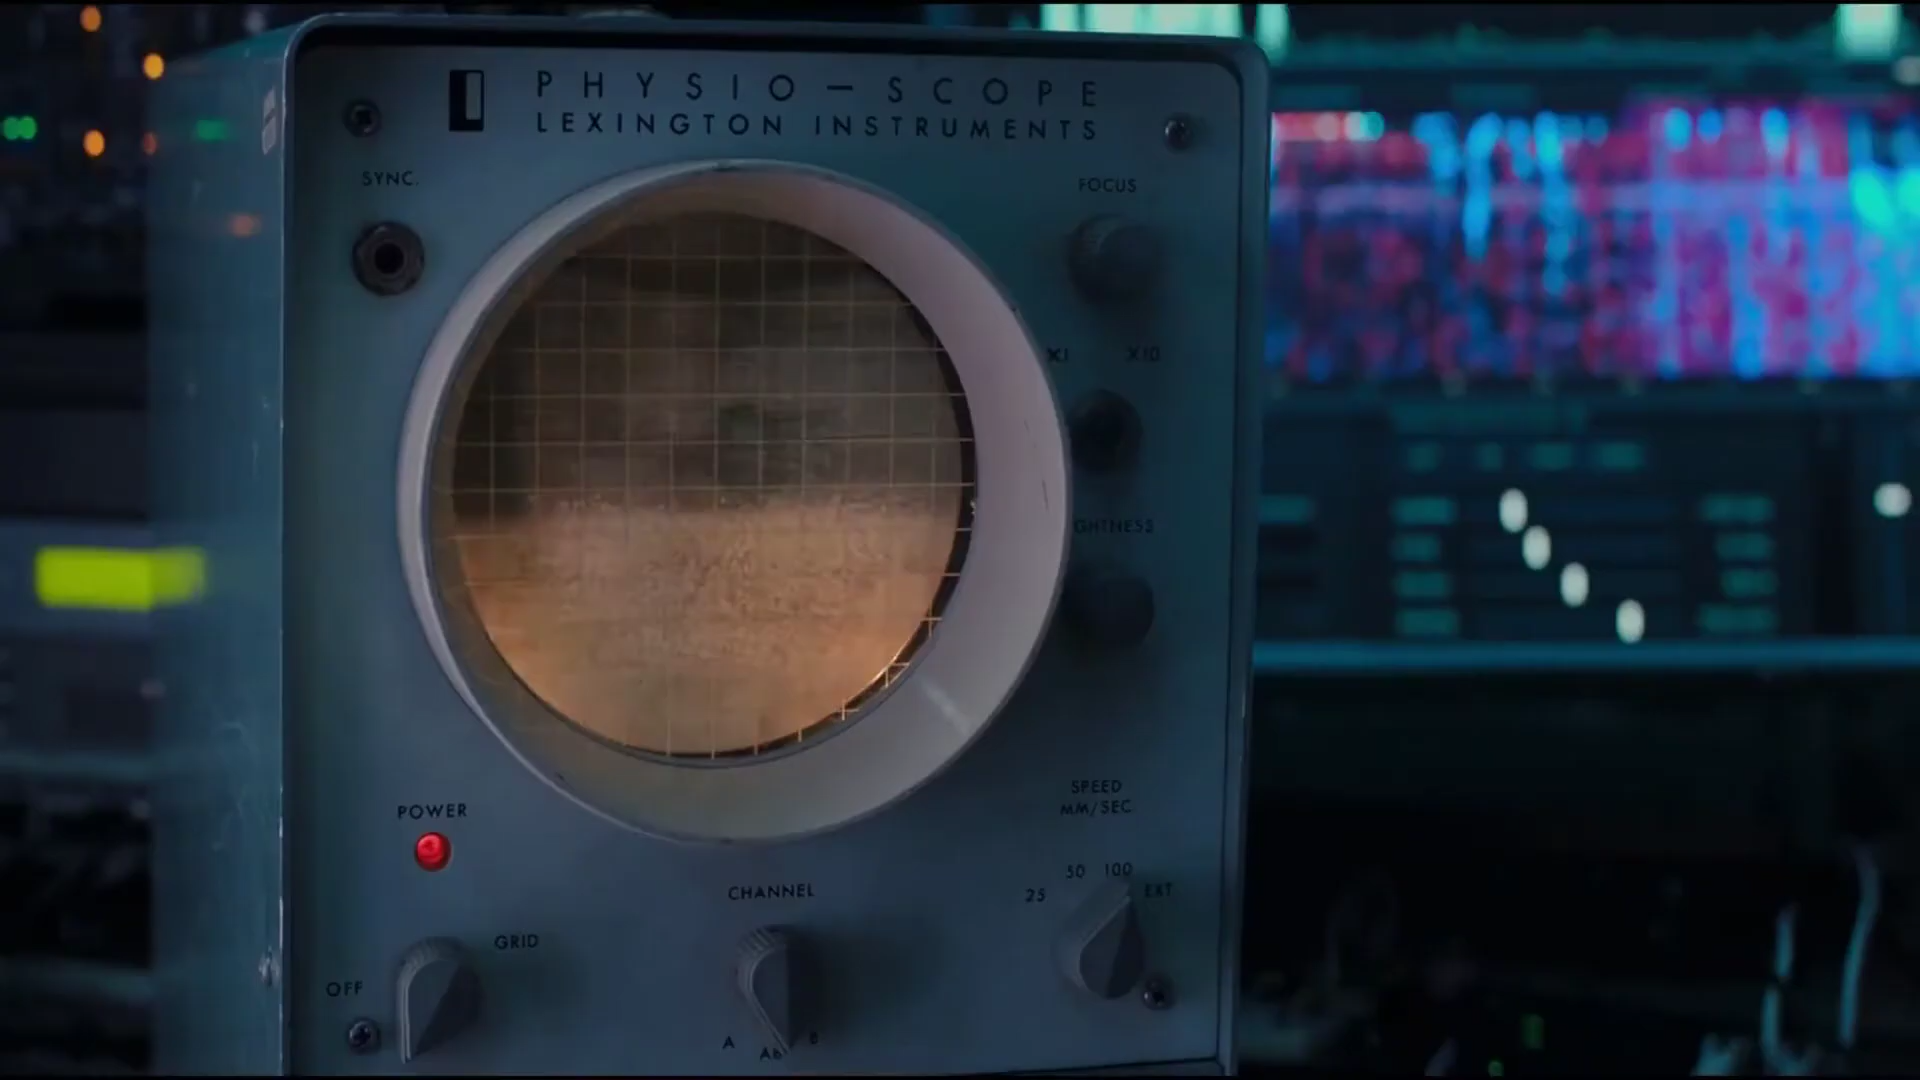 PHYSIO — SCOPE
LEXINGTON INSTRUMENTS
SYNC.
FOCUS
X1 X10
GHTNESS
POWER
SPEED
MM/SEC
25 50 100 EXT
CHANNEL
GRID
OFF
A AB B